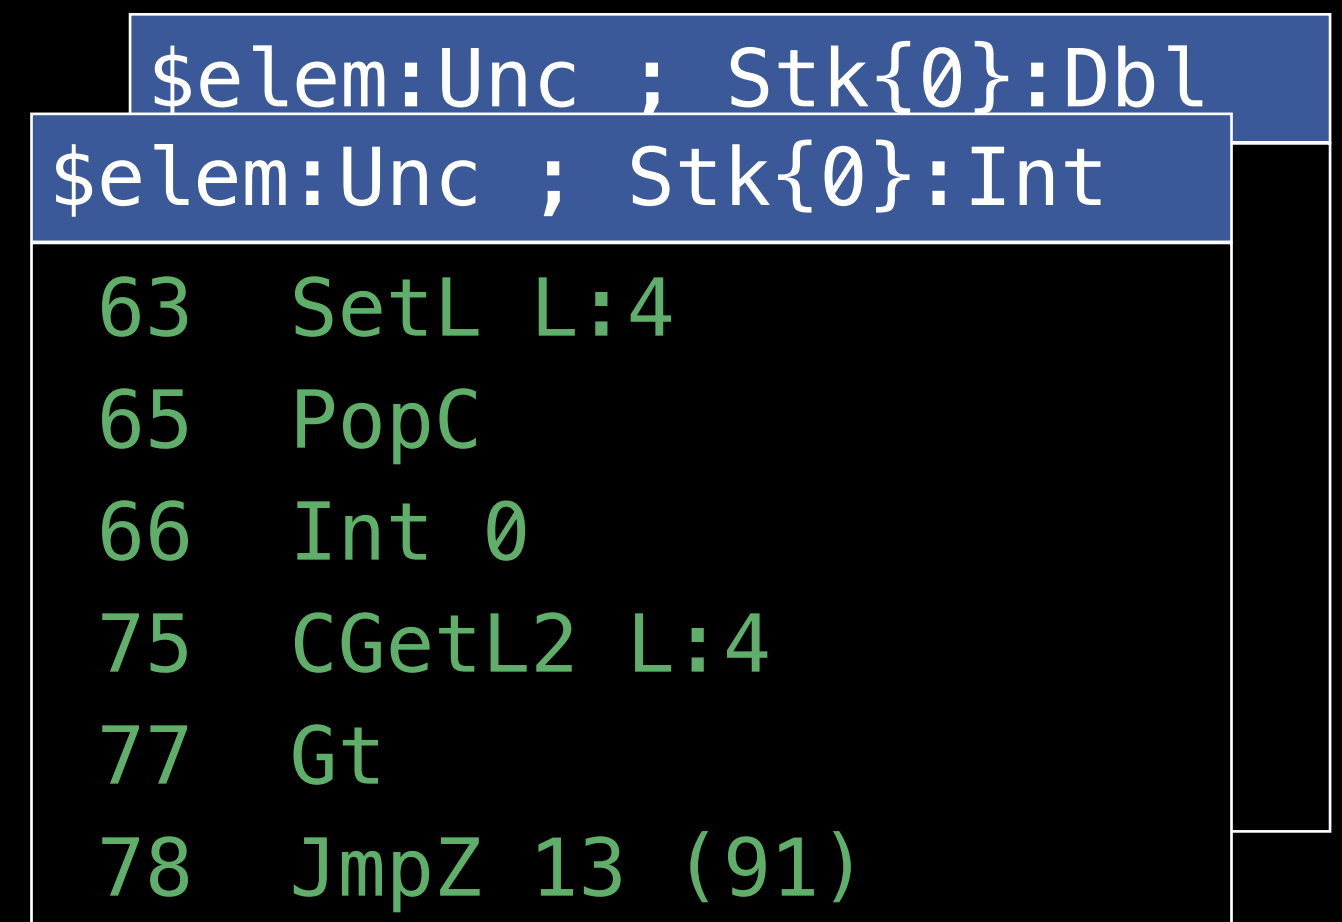 $elem:Unc ; Stk{0}:Dbl
$elem:Unc ; Stk{0}:Int
63 SetL L:4
65 PopC
66 Int 0
75 CGetL2 L:4
77 Gt
78 JmpZ 13 (91)